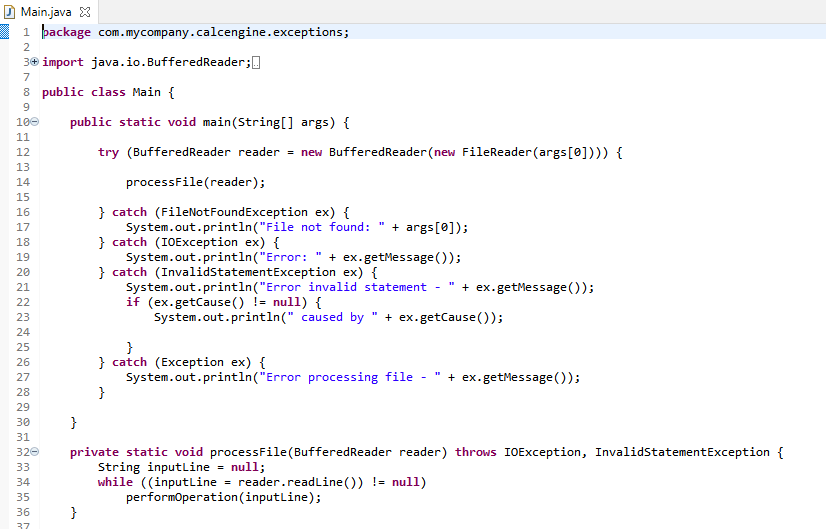 Main.java
1 package com.mycompany.calcengine.exceptions;
2
3 import java.io.BufferedReader;
7
8 public class Main {
9
10 public static void main(String[] args) {
11
12 try (BufferedReader reader = new BufferedReader(new FileReader(args[0]))) {
13
14 processFile(reader);
15
16 } catch (FileNotFoundException ex) {
17 System.out.println("File not found: " + args[0]);
18 } catch (IOException ex) {
19 System.out.println("Error: " + ex.getMessage());
20 } catch (InvalidStatementException ex) {
21 System.out.println("Error invalid statement - " + ex.getMessage());
22 if (ex.getCause() != null) {
23 System.out.println(" caused by " + ex.getCause());
24
25 }
26 } catch (Exception ex) {
27 System.out.println("Error processing file - " + ex.getMessage());
28 }
29
30 }
31
32 private static void processFile(BufferedReader reader) throws IOException, InvalidStatementException {
33 String inputLine = null;
34 while ((inputLine = reader.readLine()) != null)
35 performOperation(inputLine);
36 }
37